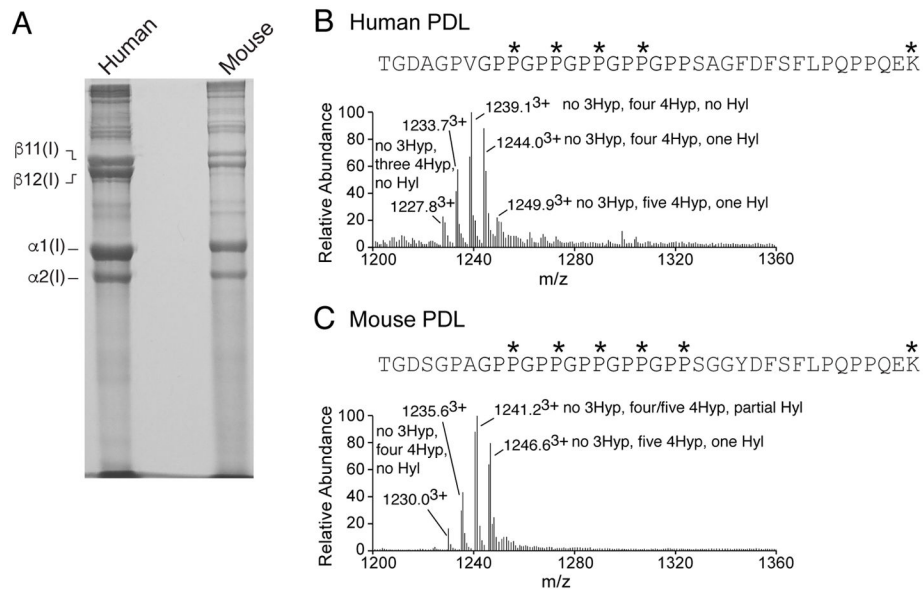 A
Human
Mouse
β11(I)
β12(I)
α1(I)
α2(I)
B Human PDL
* * * * *
TGDAGPVGPPGPPGPPGPPGPPSAGFDFSFLPQPPQEK
Relative Abundance
100
80
60
40
20
0
1239.1³⁺ no 3Hyp, four 4Hyp, no Hyl
1233.7³⁺
no 3Hyp,
three 4Hyp,
no Hyl
1244.0³⁺ no 3Hyp, four 4Hyp, one Hyl
1227.8³⁺
1249.9³⁺ no 3Hyp, five 4Hyp, one Hyl
1200 1240 1280 1320 1360
m/z
C Mouse PDL
* * * * * *
TGDSGPAGPPGPPGPPGPPGPPSGGYDFSFLPQPPQEK
Relative Abundance
100
80
60
40
20
0
1235.6³⁺
no 3Hyp,
four 4Hyp,
no Hyl
1241.2³⁺ no 3Hyp, four/five 4Hyp, partial Hyl
1246.6³⁺ no 3Hyp, five 4Hyp, one Hyl
1230.0³⁺
1200 1240 1280 1320 1360
m/z